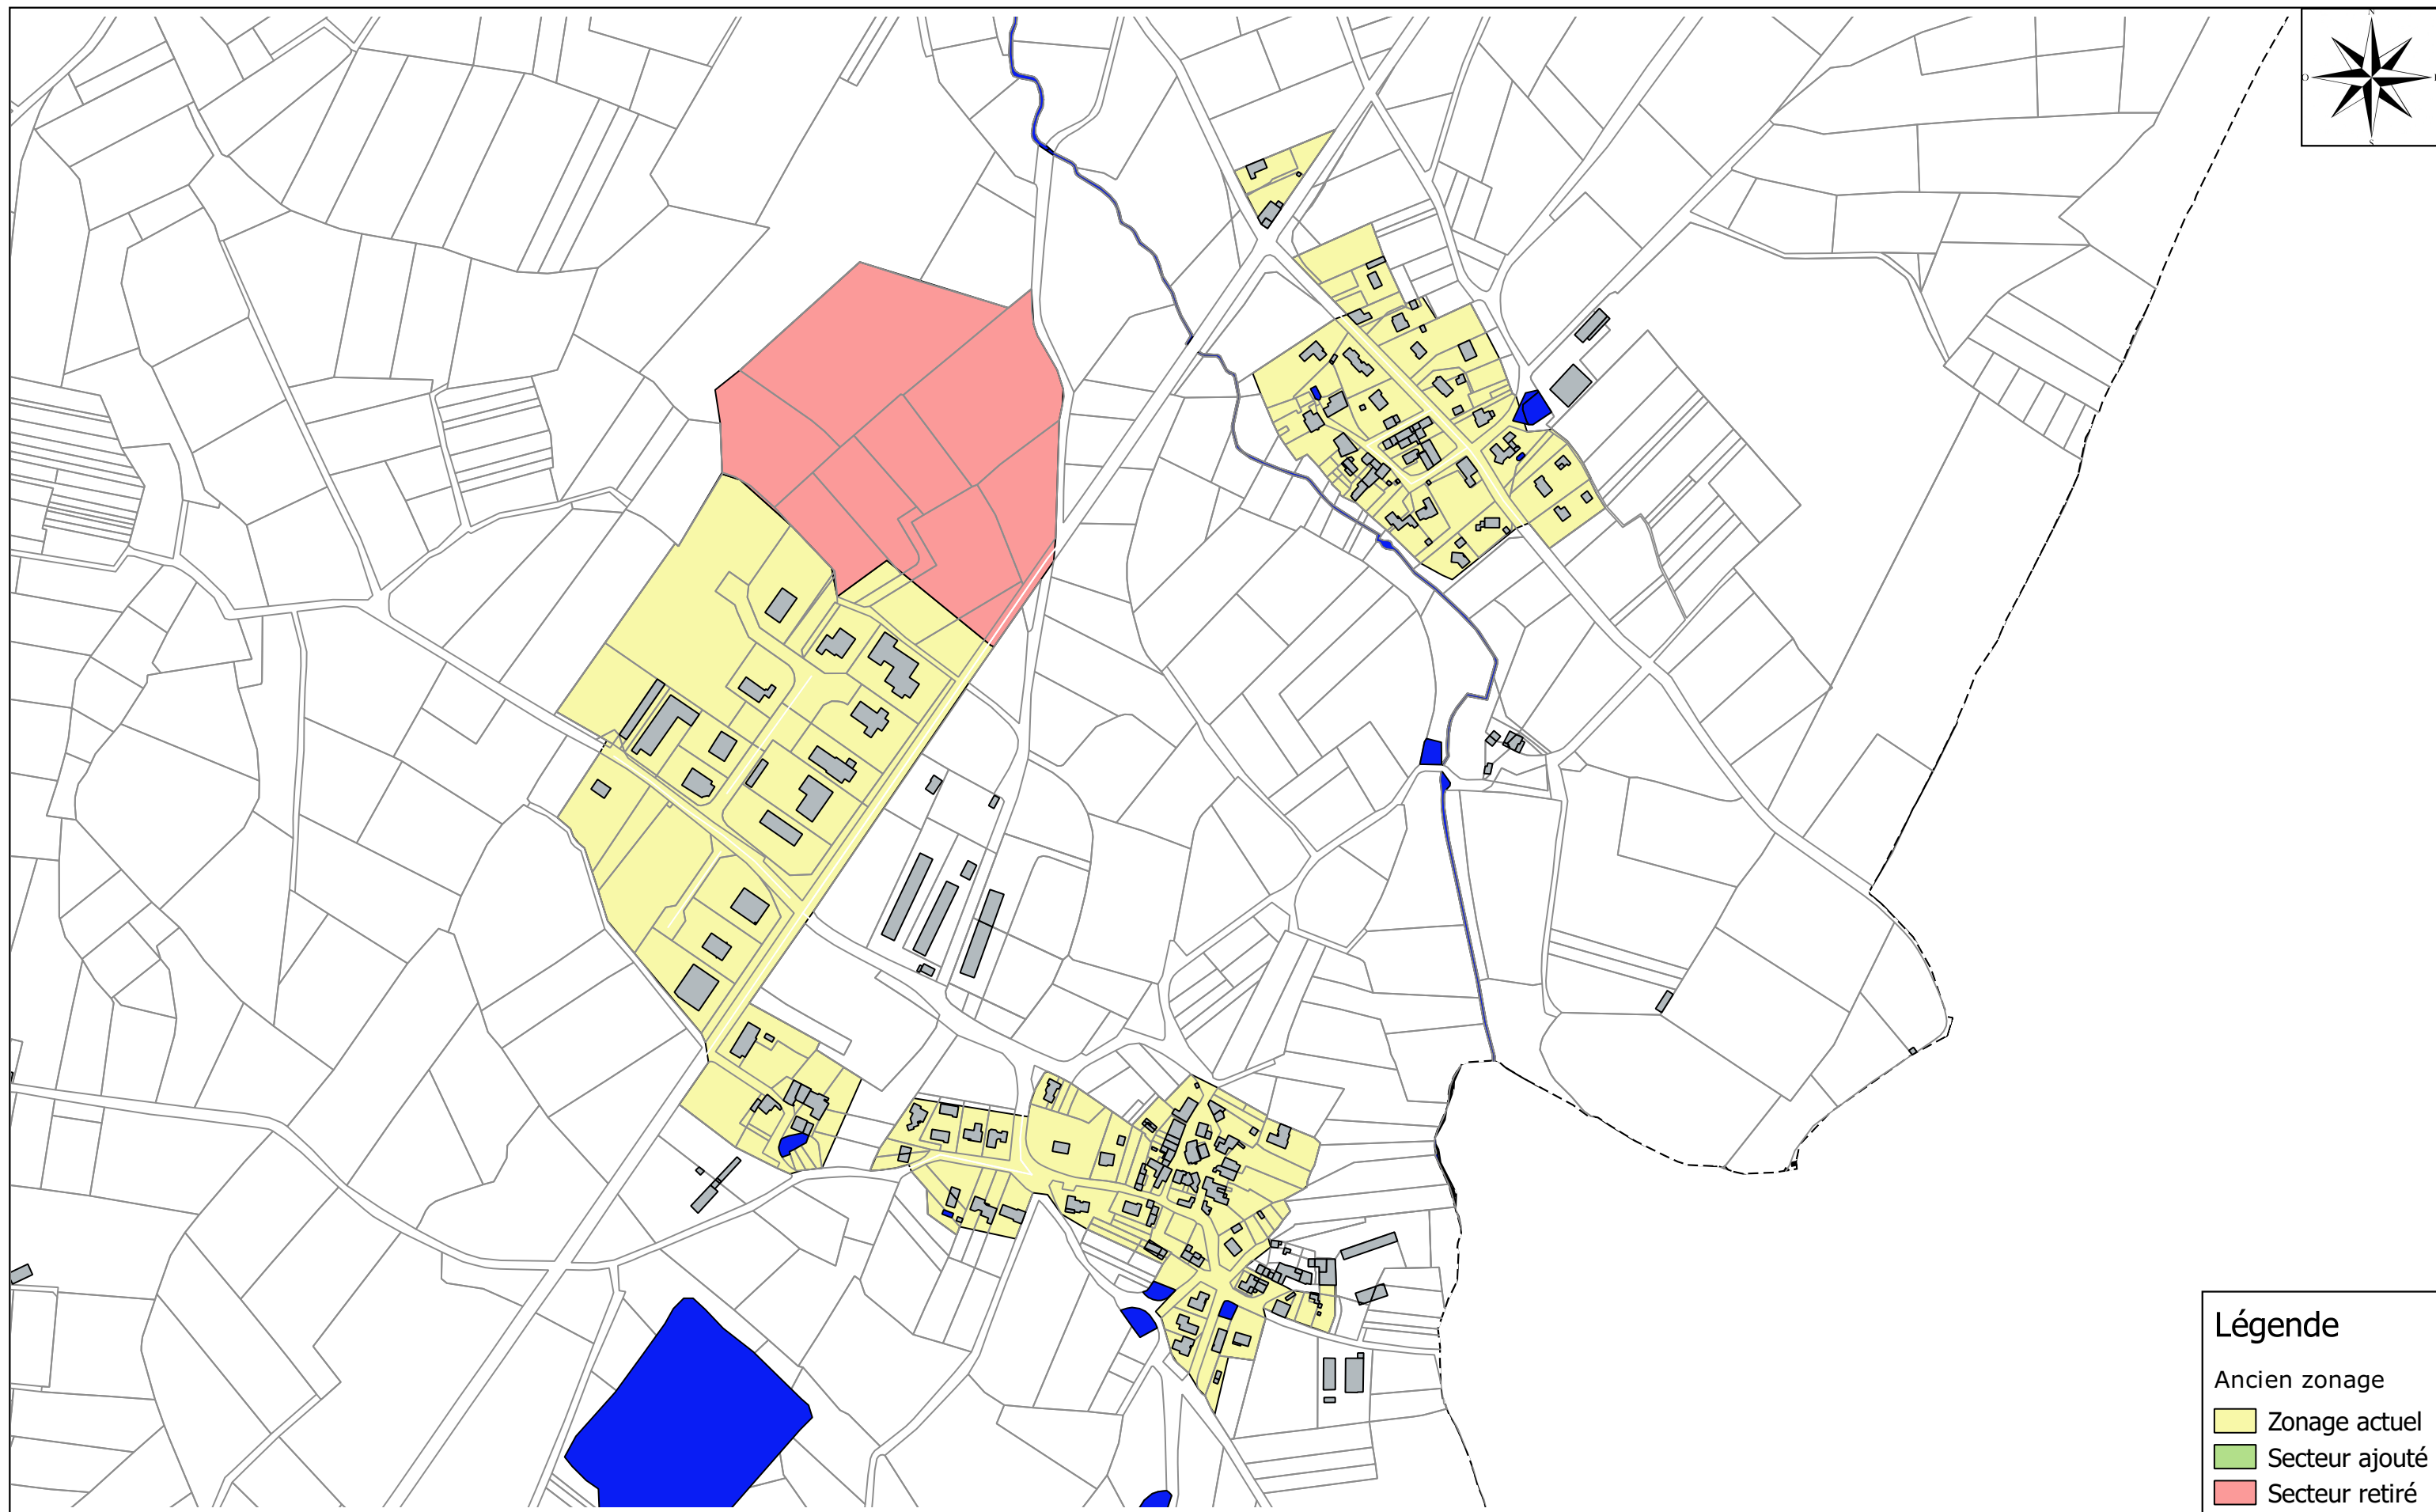 N
O
S
Légende
Ancien zonage
Zonage actuel
Secteur ajouté
Secteur retiré